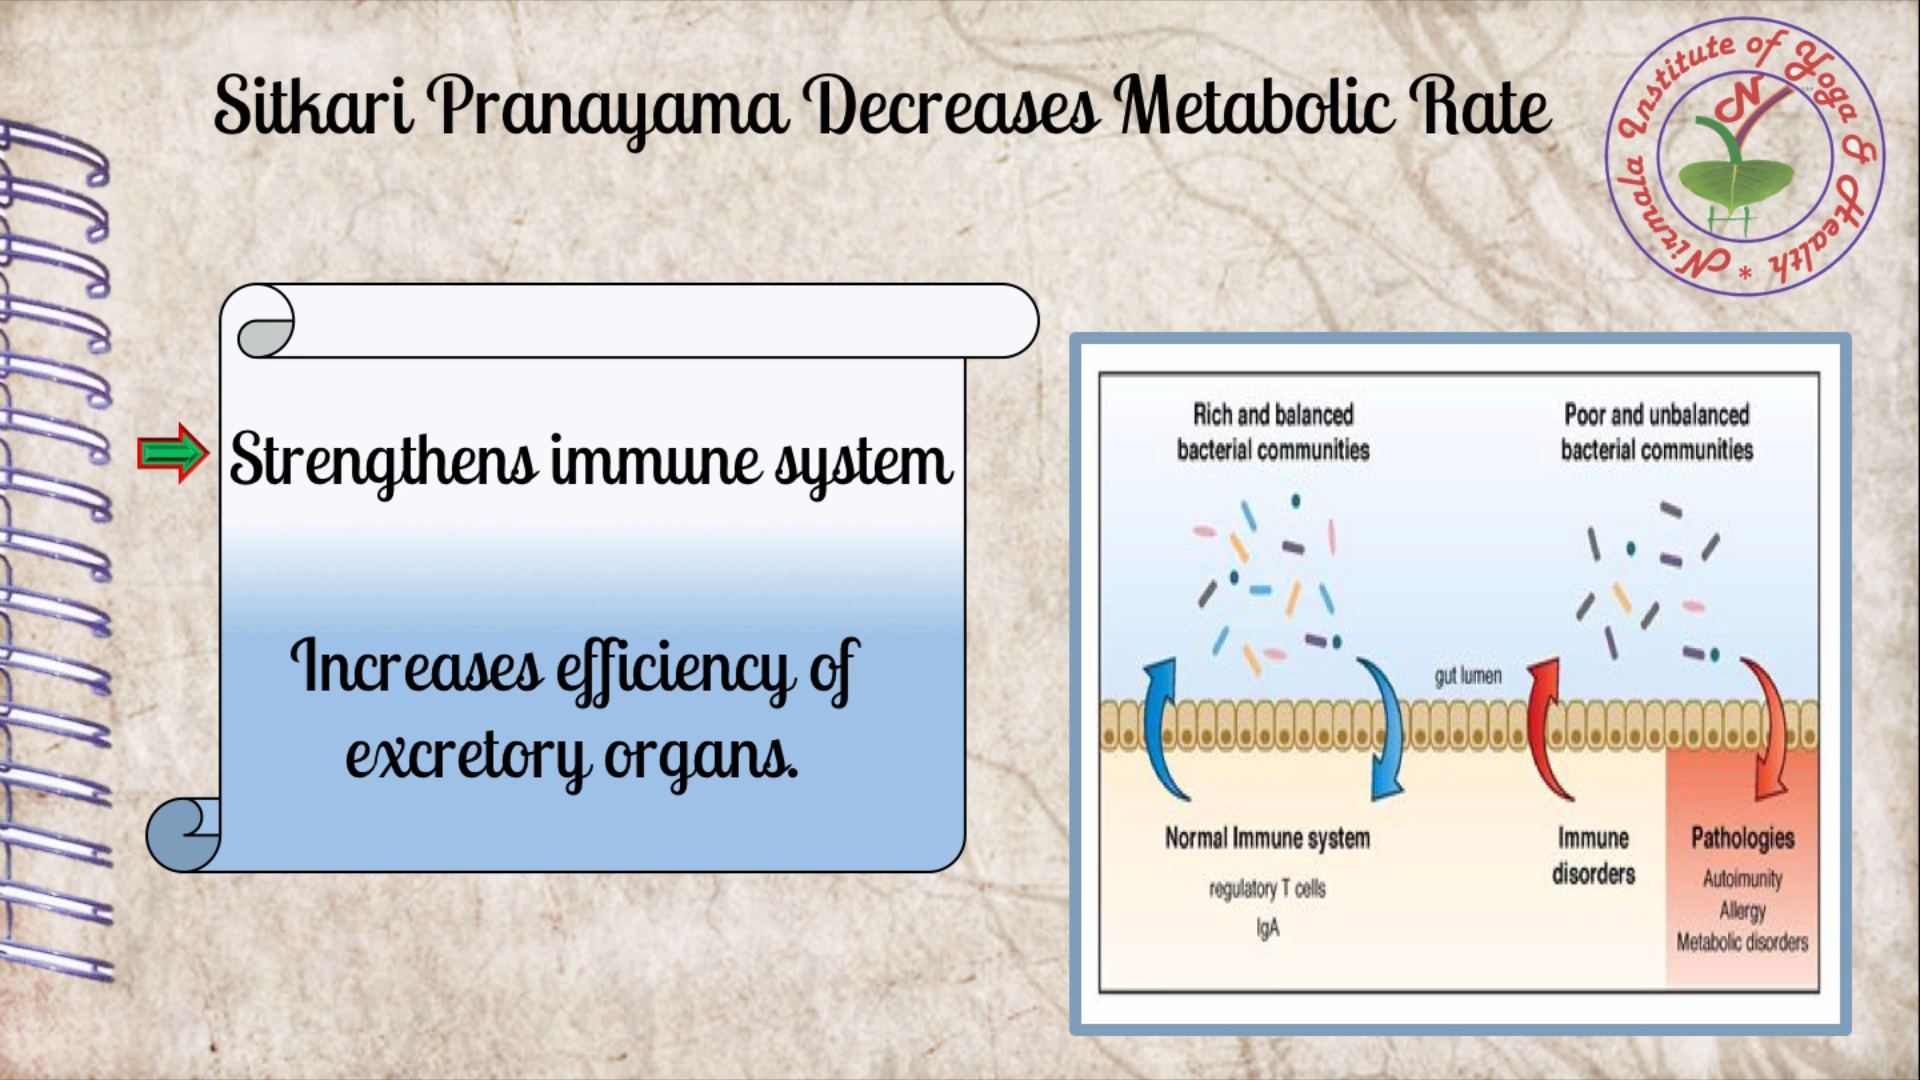 Sitkari Pranayama Decreases Metabolic Rate
Nirmala Institute of Yoga & Health *
Strengthens immune system
Increases efficiency of
excretory organs.
Rich and balanced
bacterial communities
Poor and unbalanced
bacterial communities
gut lumen
Normal Immune system
regulatory T cells
IgA
Immune
disorders
Pathologies
Autoimunity
Allergy
Metabolic disorders